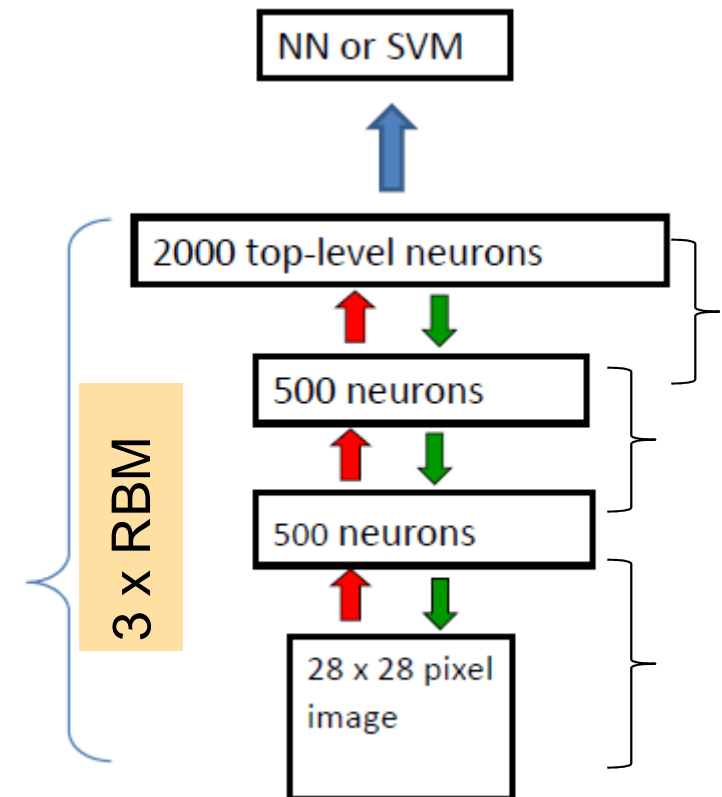 NN or SVM
2000 top-level neurons
500 neurons
3 x RBM
500 neurons
28 x 28 pixel
image